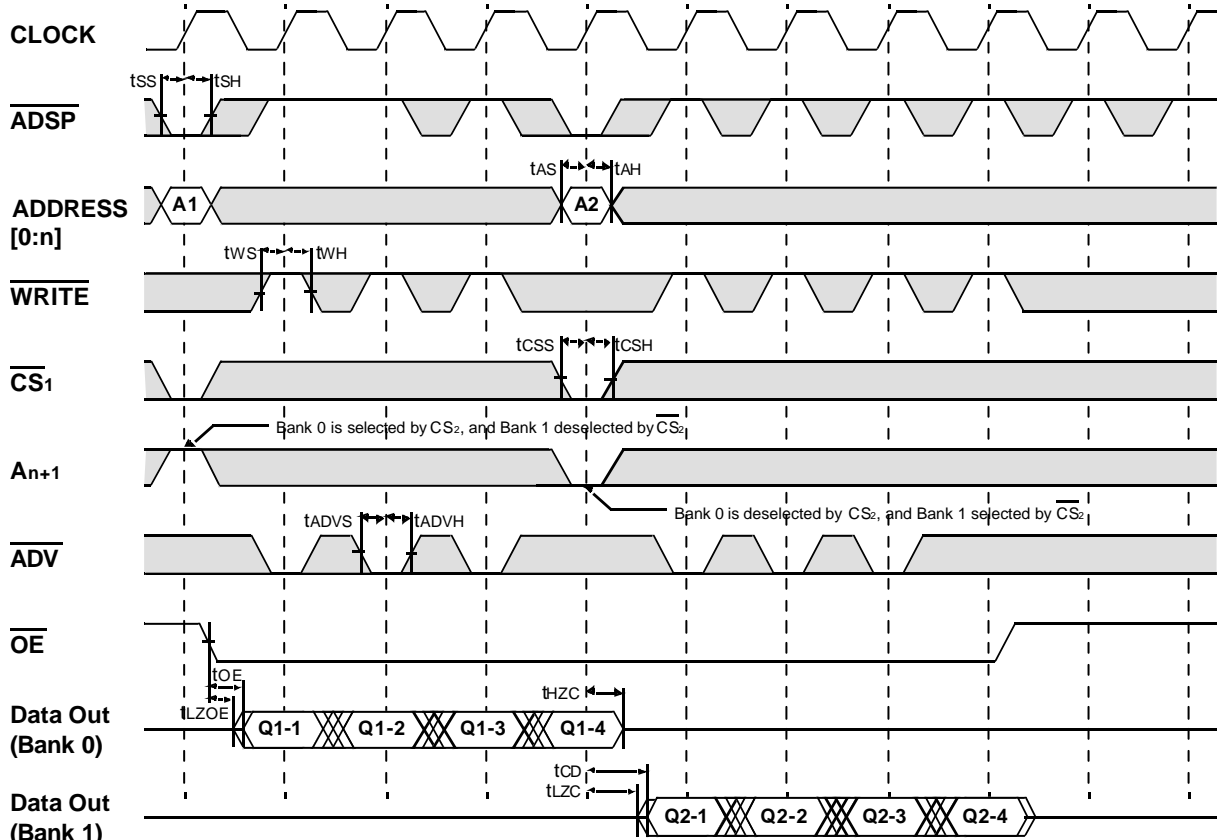 CLOCK
tSS tSH
ADSP
tAS tAH
ADDRESS
[0:n]
A1 A2
tWS tWH
WRITE
tCSS tCSH
CS1
Bank 0 is selected by CS2, and Bank 1 deselected by CS2
An+1
Bank 0 is deselected by CS2, and Bank 1 selected by CS2
tADVS tADVH
ADV
OE
tOE
tLZOE
tHZC
Data Out
(Bank 0)
Q1-1 Q1-2 Q1-3 Q1-4
tCD
tLZC
Data Out
(Bank 1)
Q2-1 Q2-2 Q2-3 Q2-4